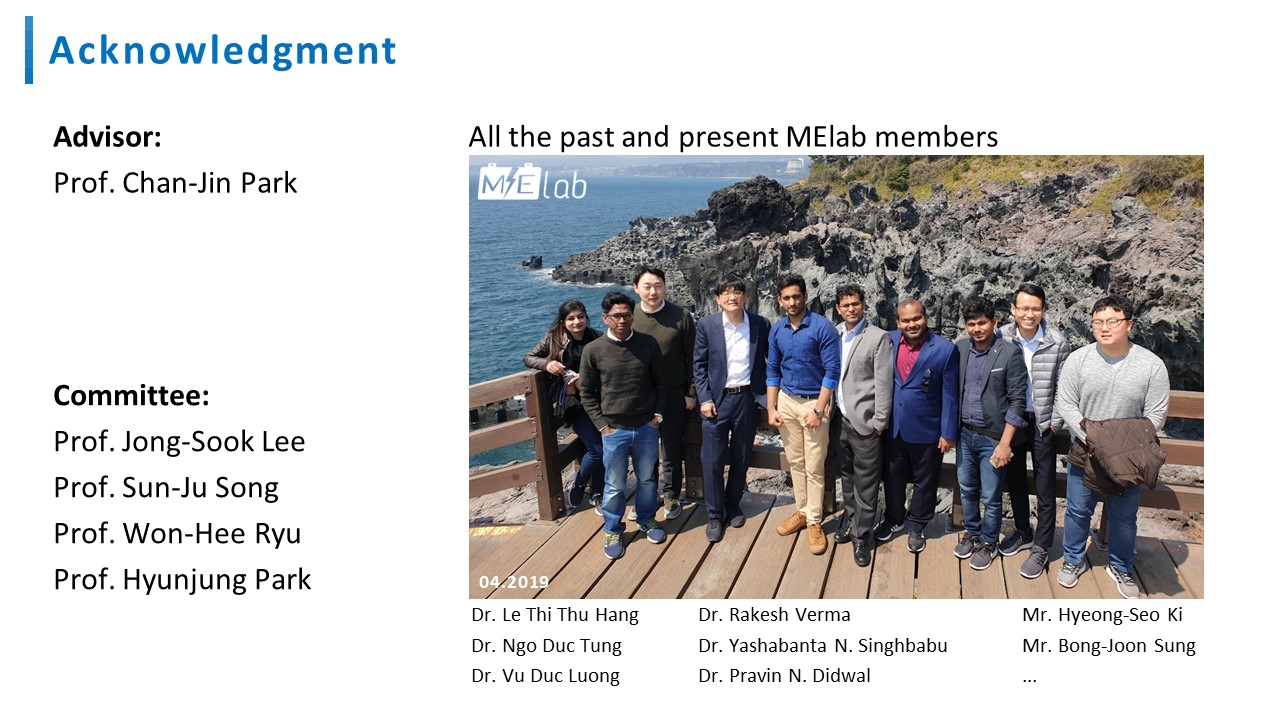 Acknowledgment
Advisor:
Prof. Chan-Jin Park
Committee:
Prof. Jong-Sook Lee
Prof. Sun-Ju Song
Prof. Won-Hee Ryu
Prof. Hyunjung Park
All the past and present MElab members
MElab
04.2019
Dr. Le Thi Thu Hang
Dr. Ngo Duc Tung
Dr. Vu Duc Luong
Dr. Rakesh Verma
Dr. Yashabanta N. Singhbabu
Dr. Pravin N. Didwal
Mr. Hyeong-Seo Ki
Mr. Bong-Joon Sung
...